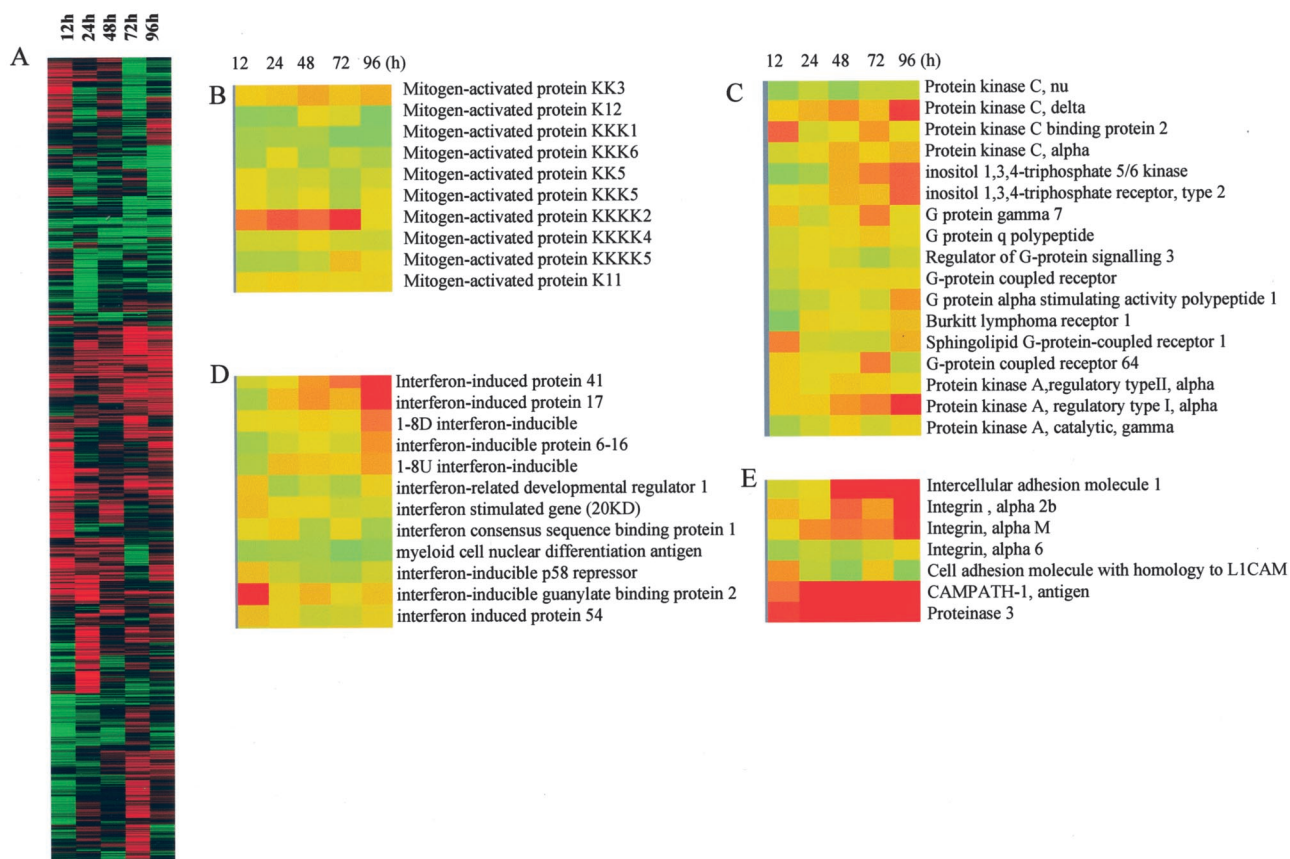 A
12h 24h 48h 72h 96h
B
12 24 48 72 96 (h)
Mitogen-activated protein KK3
Mitogen-activated protein K12
Mitogen-activated protein KKK1
Mitogen-activated protein KKK6
Mitogen-activated protein KK5
Mitogen-activated protein KKK5
Mitogen-activated protein KKKK2
Mitogen-activated protein KKKK4
Mitogen-activated protein KKKK5
Mitogen-activated protein K11
C
12 24 48 72 96 (h)
Protein kinase C, nu
Protein kinase C, delta
Protein kinase C binding protein 2
Protein kinase C, alpha
inositol 1,3,4-triphosphate 5/6 kinase
inositol 1,3,4-triphosphate receptor, type 2
G protein gamma 7
G protein q polypeptide
Regulator of G-protein signalling 3
G-protein coupled receptor
G protein alpha stimulating activity polypeptide 1
Burkitt lymphoma receptor 1
Sphingolipid G-protein-coupled receptor 1
G-protein coupled receptor 64
Protein kinase A,regulatory typeII, alpha
Protein kinase A, regulatory type I, alpha
Protein kinase A, catalytic, gamma
D
Interferon-induced protein 41
interferon-induced protein 17
1-8D interferon-inducible
interferon-inducible protein 6-16
1-8U interferon-inducible
interferon-related developmental regulator 1
interferon stimulated gene (20KD)
interferon consensus sequence binding protein 1
myeloid cell nuclear differentiation antigen
interferon-inducible p58 repressor
interferon-inducible guanylate binding protein 2
interferon induced protein 54
E
Intercellular adhesion molecule 1
Integrin , alpha 2b
Integrin, alpha M
Integrin, alpha 6
Cell adhesion molecule with homology to L1CAM
CAMPATH-1, antigen
Proteinase 3